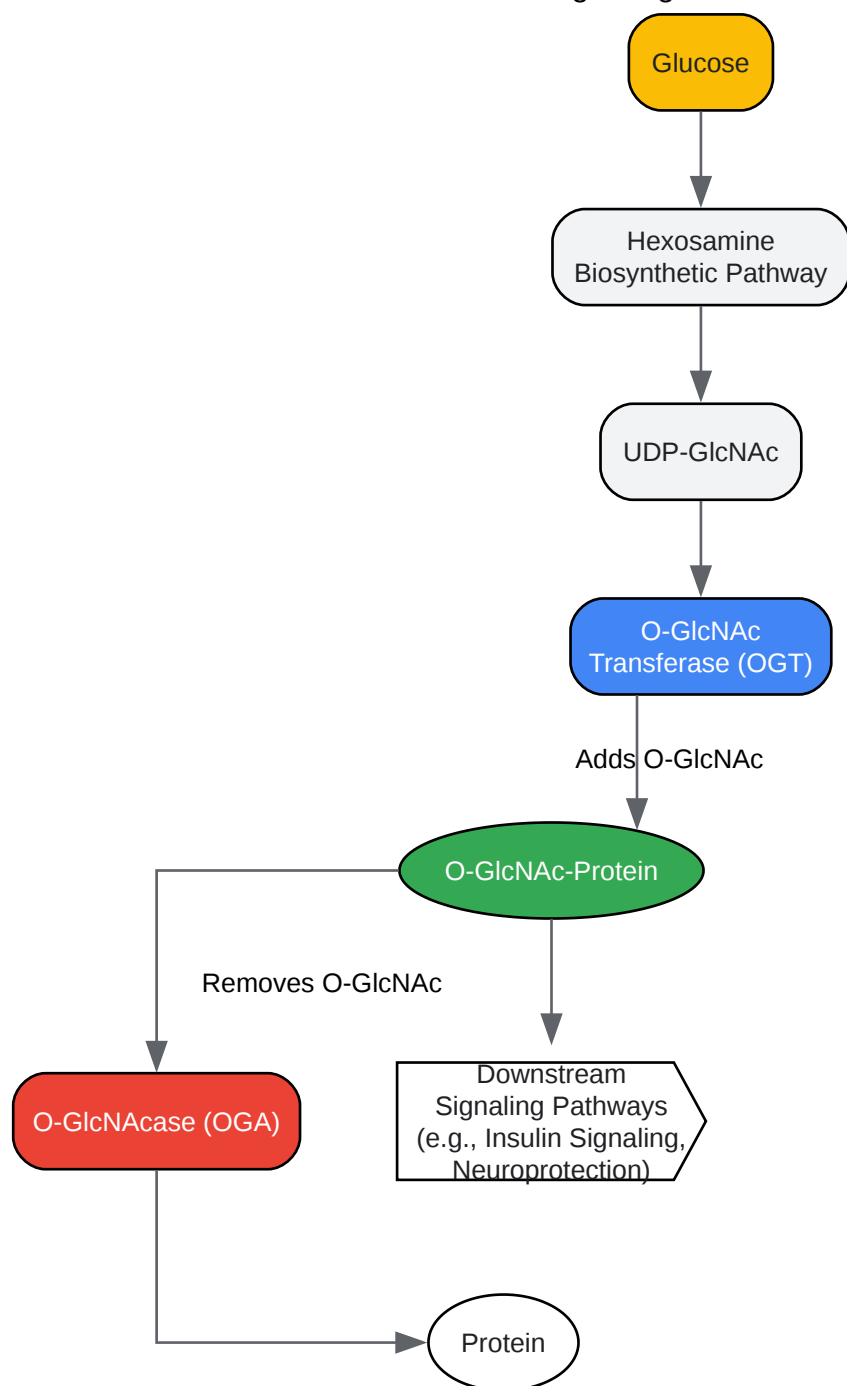 Glucose
Hexosamine
Biosynthetic Pathway
UDP-GlcNAc
O-GlcNAc
Transferase (OGT)
Adds O-GlcNAc
O-GlcNAc-Protein
Removes O-GlcNAc
Downstream
Signaling Pathways
(e.g., Insulin Signaling,
Neuroprotection)
O-GlcNAcase (OGA)
Protein